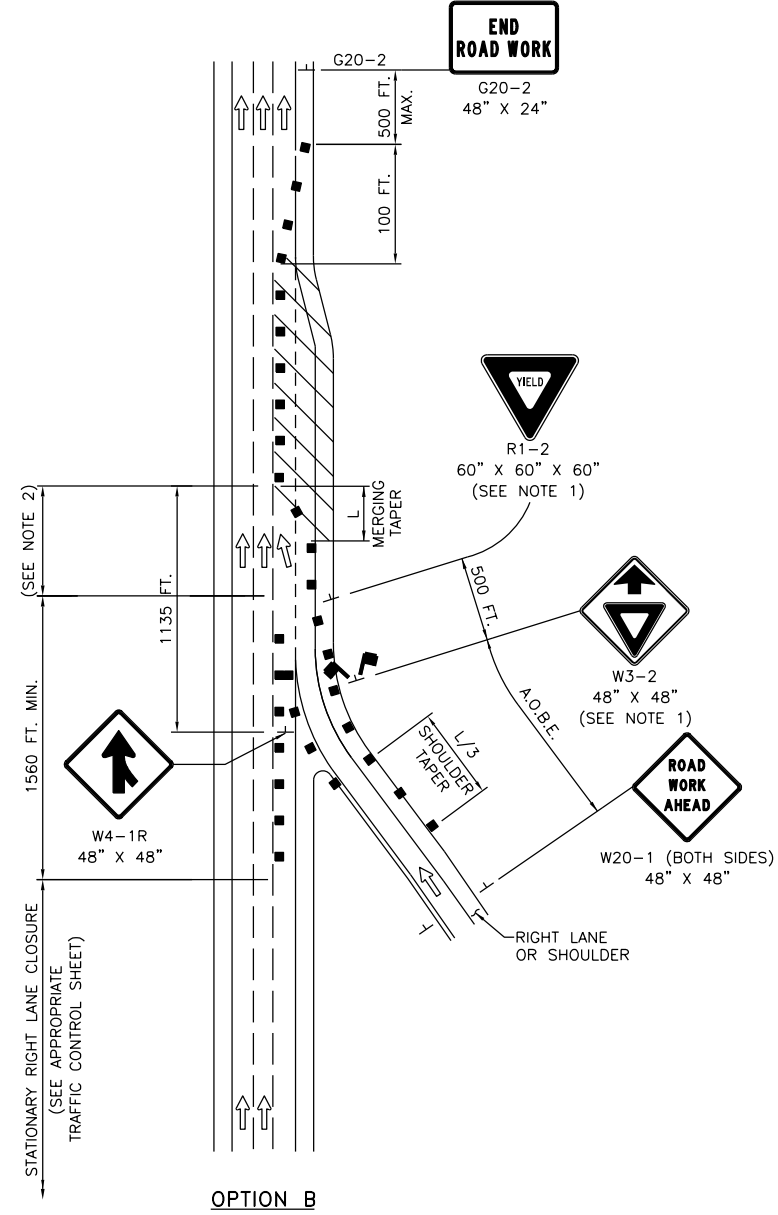 END
ROAD WORK
G20-2
48" X 24"
G20-2
500 FT.
MAX.
100 FT.
YIELD
R1-2
60" X 60" X 60"
(SEE NOTE 1)
(SEE NOTE 2)
L
MERGING
TAPER
1135 FT.
500 FT.
W3-2
48" X 48"
(SEE NOTE 1)
A.O.B.E.
1560 FT. MIN.
L/3
SHOULDER
TAPER
ROAD
WORK
AHEAD
W4-1R
48" X 48"
W20-1 (BOTH SIDES)
48" X 48"
RIGHT LANE
OR SHOULDER
STATIONARY RIGHT LANE CLOSURE
(SEE APPROPRIATE
TRAFFIC CONTROL SHEET)
OPTION B